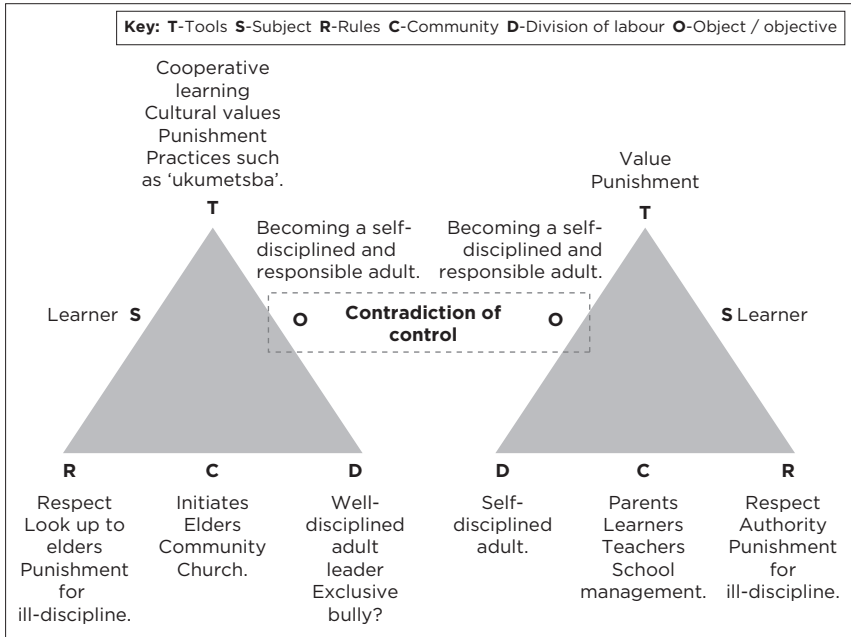 Key: T-Tools S-Subject R-Rules C-Community D-Division of labour O-Object / objective
Cooperative
learning
Cultural values
Punishment
Practices such
as ‘ukumetsba’.
T
Value
Punishment
T
Becoming a self-
disciplined and
responsible adult.
Becoming a self-
disciplined and
responsible adult.
Learner S
O
Contradiction of
control
O
S Learner
R
C
D
D
C
R
Respect
Look up to
elders
Punishment
for
ill-discipline.
Initiates
Elders
Community
Church.
Well-
disciplined
adult
leader
Exclusive
bully?
Self-
disciplined
adult.
Parents
Learners
Teachers
School
management.
Respect
Authority
Punishment
for
ill-discipline.